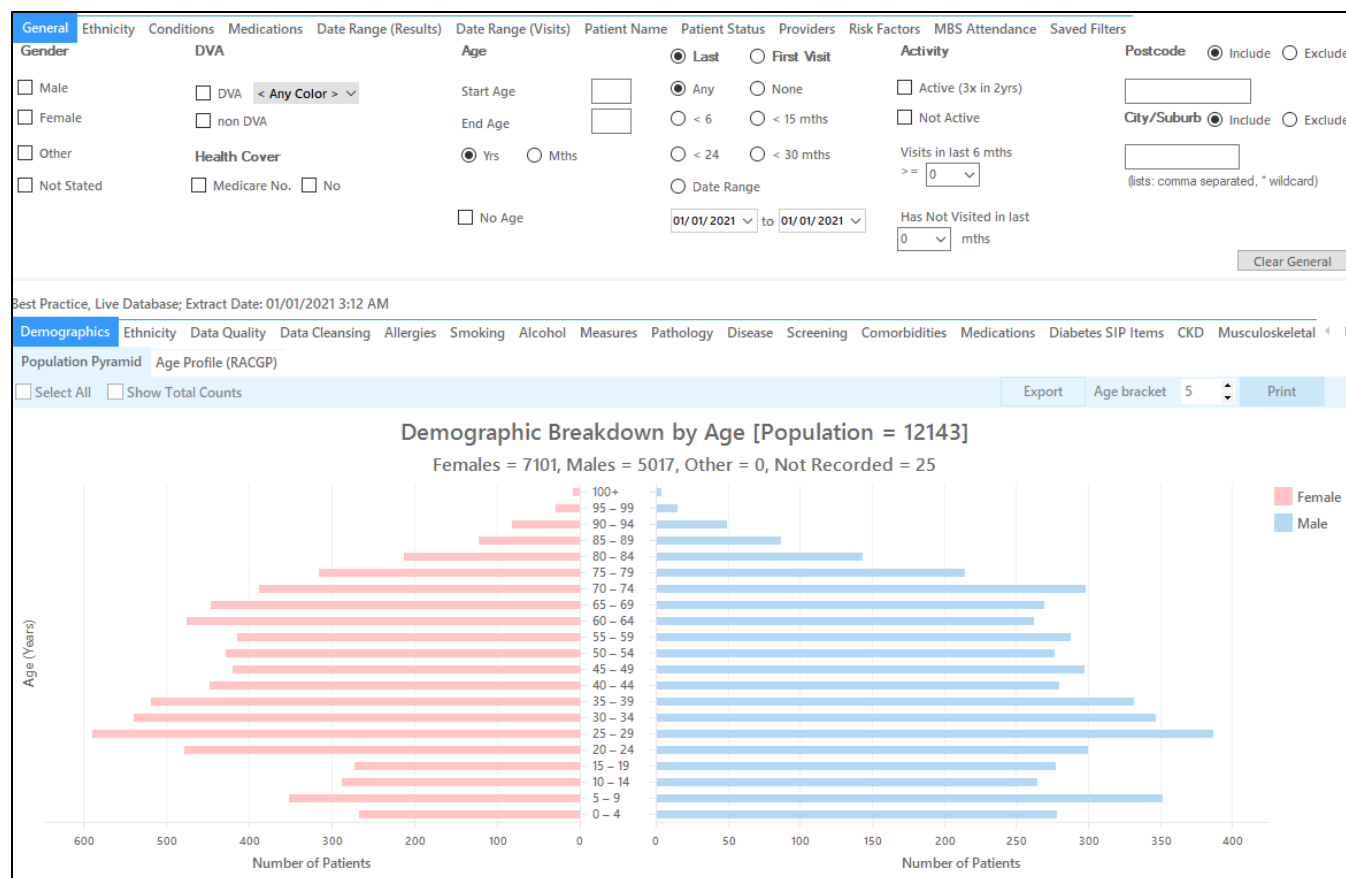 General Ethnicity Conditions Medications Date Range (Results) Date Range (Visits) Patient Name Patient Status Providers Risk Factors MBS Attendance Saved Filters
Gender DVA Age Last First Visit Activity Postcode Include Exclude
Male DVA < Any Color > Start Age Any None Active (3x in 2yrs)
Female non DVA End Age < 6 < 15 mths Not Active City/Suburb Include Exclude
Other Health Cover Yrs Mths < 24 < 30 mths Visits in last 6 mths
>= 0
Not Stated Medicare No. No Date Range (lists: comma separated, * wildcard)
No Age 01/01/2021 to 01/01/2021 Has Not Visited in last
0 mths
Clear General
Best Practice, Live Database; Extract Date: 01/01/2021 3:12 AM
Demographics Ethnicity Data Quality Data Cleansing Allergies Smoking Alcohol Measures Pathology Disease Screening Comorbidities Medications Diabetes SIP Items CKD Musculoskeletal
Population Pyramid Age Profile (RACGP)
Select All Show Total Counts Export Age bracket 5 Print
Demographic Breakdown by Age [Population = 12143]
Females = 7101, Males = 5017, Other = 0, Not Recorded = 25
Female
Male
100+
95 – 99
90 – 94
85 – 89
80 – 84
75 – 79
70 – 74
65 – 69
60 – 64
55 – 59
50 – 54
45 – 49
40 – 44
35 – 39
30 – 34
25 – 29
20 – 24
15 – 19
10 – 14
5 – 9
0 – 4
Age (Years)
600 500 400 300 200 100 0 0 50 100 150 200 250 300 350 400
Number of Patients Number of Patients